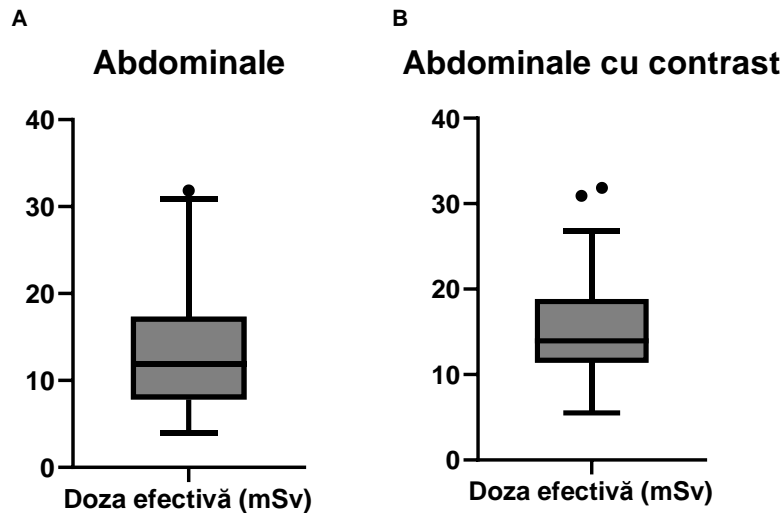 A
Abdominale
40
30
20
10
0
Doza efectivă (mSv)
B
Abdominale cu contrast
40
30
20
10
0
Doza efectivă (mSv)